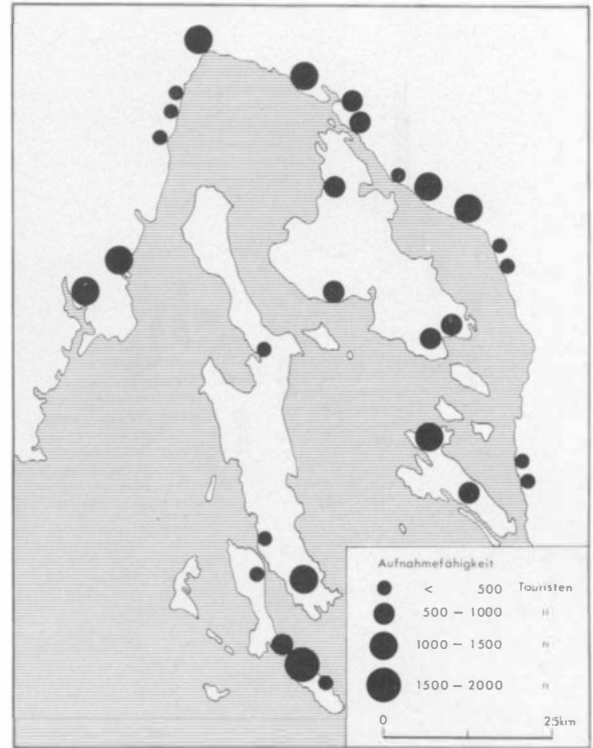 Aufnahmefähigkeit
< 500 Touristen
500 – 1000 "
1000 – 1500 "
1500 – 2000 "
0 25km